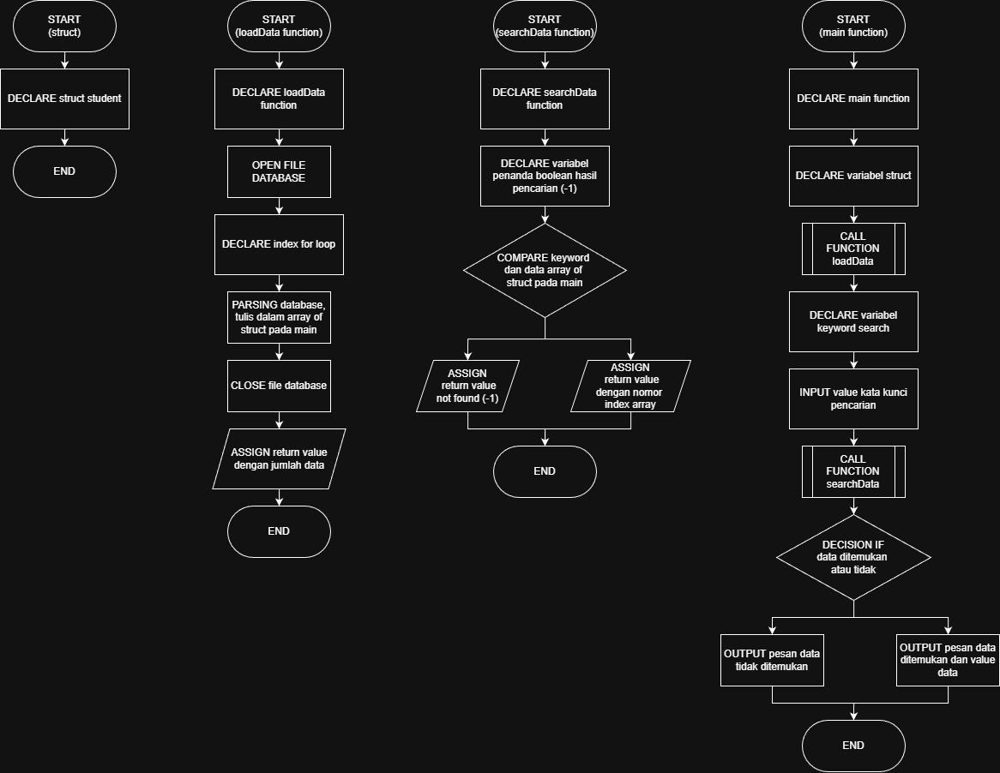 START
(struct)
DECLARE struct student
END
START
(loadData function)
DECLARE loadData
function
OPEN FILE
DATABASE
DECLARE index for loop
PARSING database,
tulis dalam array of
struct pada main
CLOSE file database
ASSIGN return value
dengan jumlah data
END
START
(searchData function)
DECLARE searchData
function
DECLARE variabel
penanda boolean hasil
pencarian (-1)
COMPARE keyword
dan data array of
struct pada main
ASSIGN
return value
not found (-1)
ASSIGN
return value
dengan nomor
index array
END
START
(main function)
DECLARE main function
DECLARE variabel struct
CALL
FUNCTION
loadData
DECLARE variabel
keyword search
INPUT value kata kunci
pencarian
CALL
FUNCTION
searchData
DECISION IF
data ditemukan
atau tidak
OUTPUT pesan data
tidak ditemukan
OUTPUT pesan data
ditemukan dan value
data
END